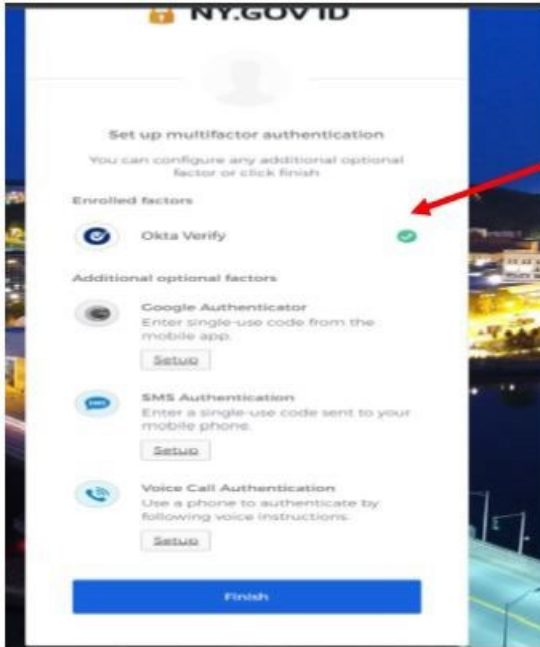 NY.GOV ID
Set up multifactor authentication
You can configure any additional optional
factor or click finish
Enrolled factors
Okta Verify
Additional optional factors
Google Authenticator
Enter single-use code from the
mobile app.
Setup
SMS
SMS Authentication
Enter a single-use code sent to your
mobile phone.
Setup
Voice Call Authentication
Use a phone to authenticate by
following voice instructions.
Setup
Finish